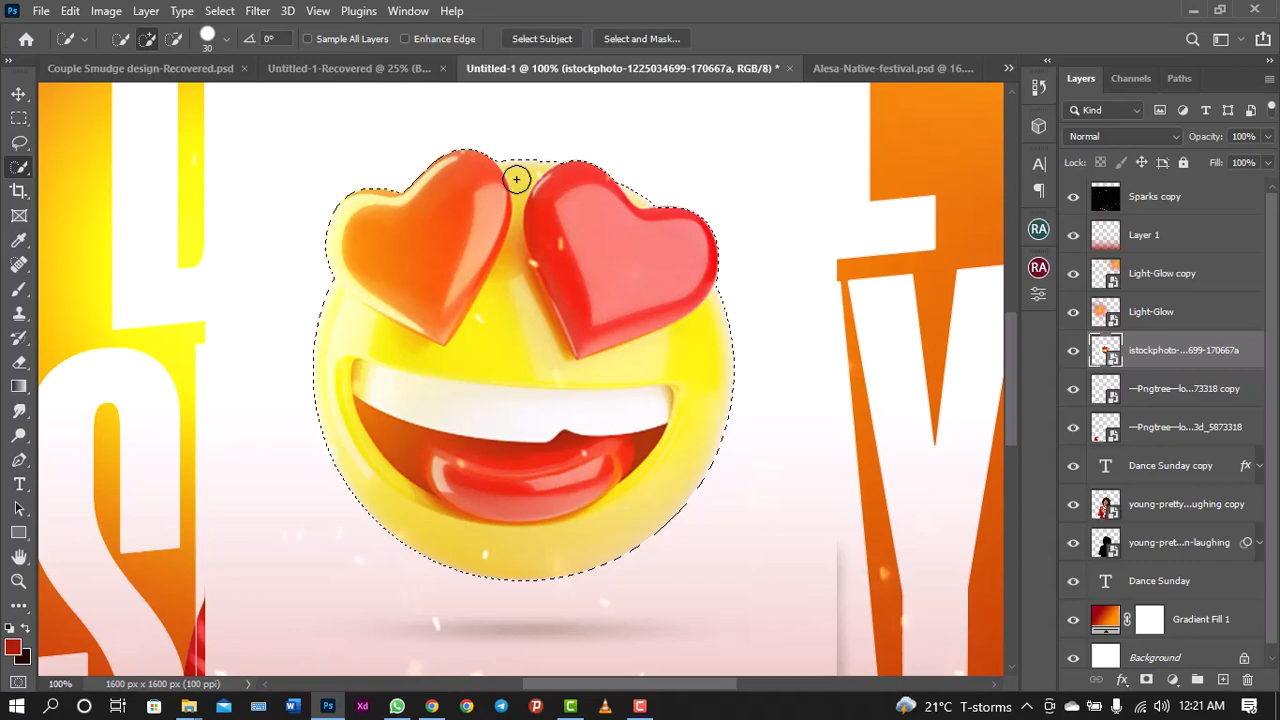 Ps File Edit Image Layer Type Select Filter 3D View Plugins Window Help
30 0° Sample All Layers Enhance Edge Select Subject Select and Mask...
Couple Smudge design-Recovered.psd × Untitled-1-Recovered @ 25% (B... × Untitled-1 @ 100% (istockphoto-1225034699-170667a, RGB/8) * × Alesa-Native-festival.psd @ 16....
Layers Channels Paths
Kind
Normal Opacity: 100%
Lock: Fill: 100%
Sparks copy
Layer 1
Light-Glow copy
Light-Glow
istockphoto-...699-170667a
—Pngtree—lo...73318 copy
—Pngtree—lo...3d_5873318
Dance Sunday copy fx
young-pretty...ughing copy
young-pret...n-laughing
Dance Sunday
Gradient Fill 1
Background
RA
RA
S Y
100% 1600 px x 1600 px (100 ppi)
21°C T-storms 12:21 AM